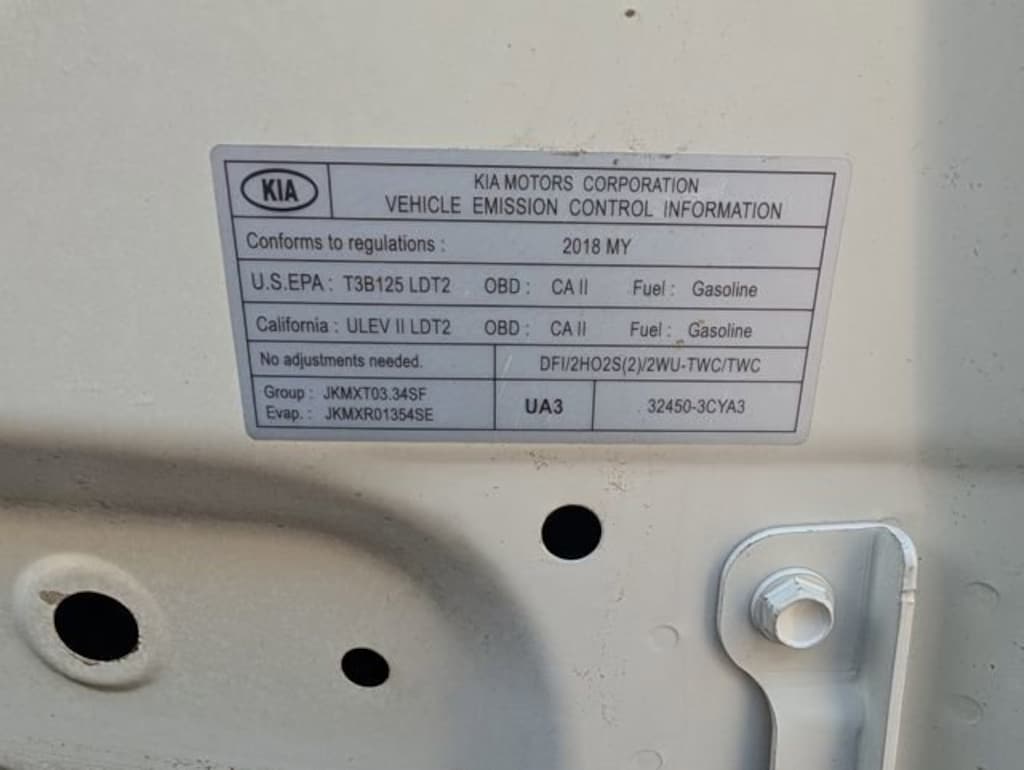 KIA
KIA MOTORS CORPORATION
VEHICLE EMISSION CONTROL INFORMATION
Conforms to regulations : 2018 MY
U.S.EPA : T3B125 LDT2 OBD : CA II Fuel : Gasoline
California : ULEV II LDT2 OBD : CA II Fuel : Gasoline
No adjustments needed. DFI/2HO2S(2)/2WU-TWC/TWC
Group : JKMXT03.34SF
Evap. : JKMXR01354SE
UA3
32450-3CYA3